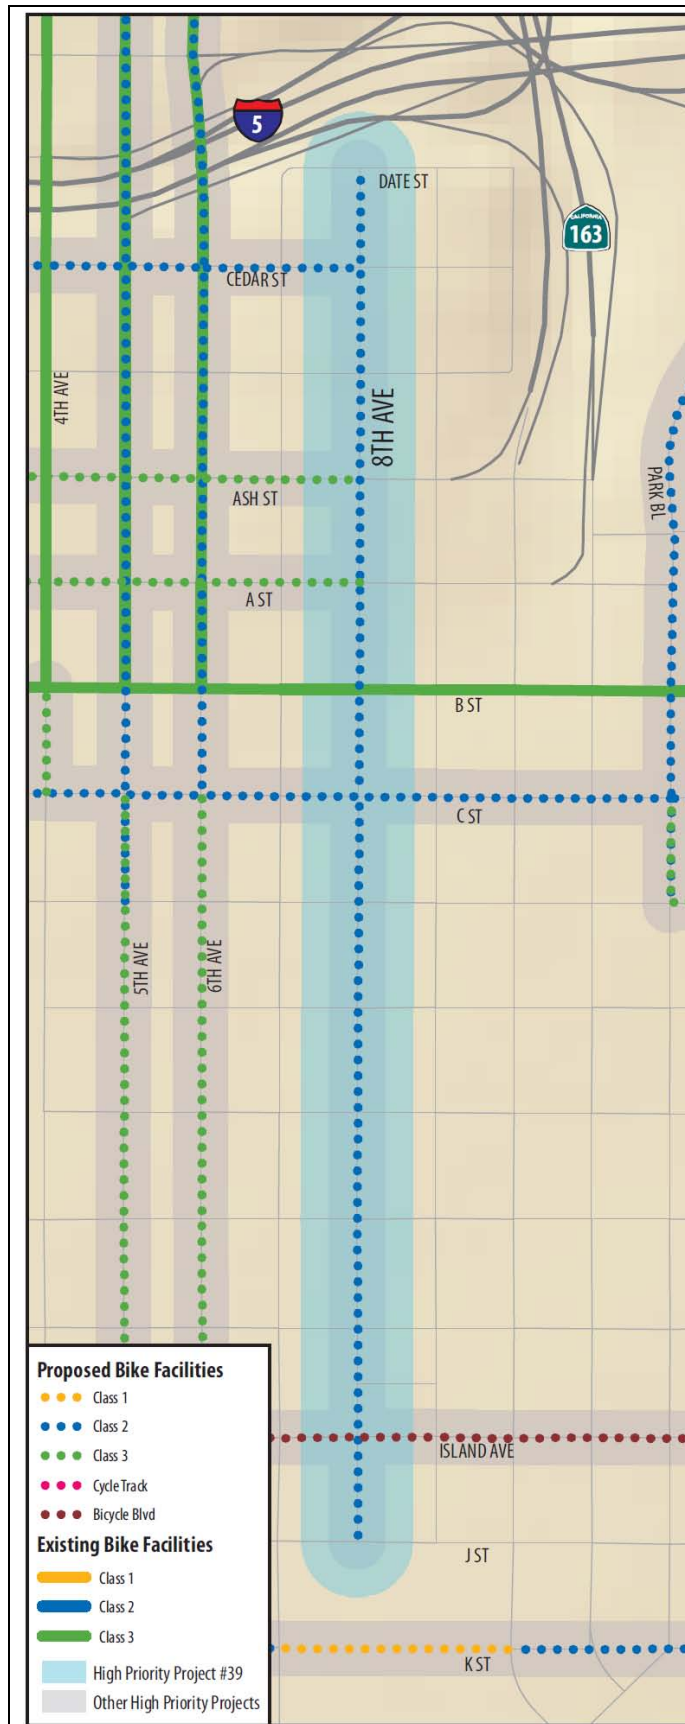 5
DATE ST
CALIFORNIA
163
CEDAR ST
4TH AVE
8TH AVE
PARK BL
ASH ST
A ST
B ST
C ST
5TH AVE
6TH AVE
Proposed Bike Facilities
Class 1
Class 2
Class 3
Cycle Track
Bicycle Blvd
Existing Bike Facilities
Class 1
Class 2
Class 3
High Priority Project #39
Other High Priority Projects
ISLAND AVE
J ST
K ST